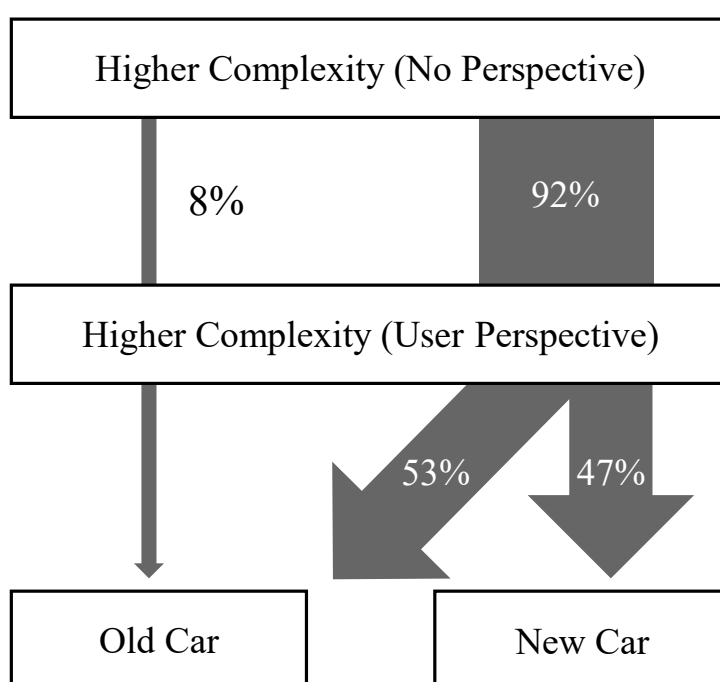 Higher Complexity (No Perspective)
8%
92%
Higher Complexity (User Perspective)
53%
47%
Old Car
New Car